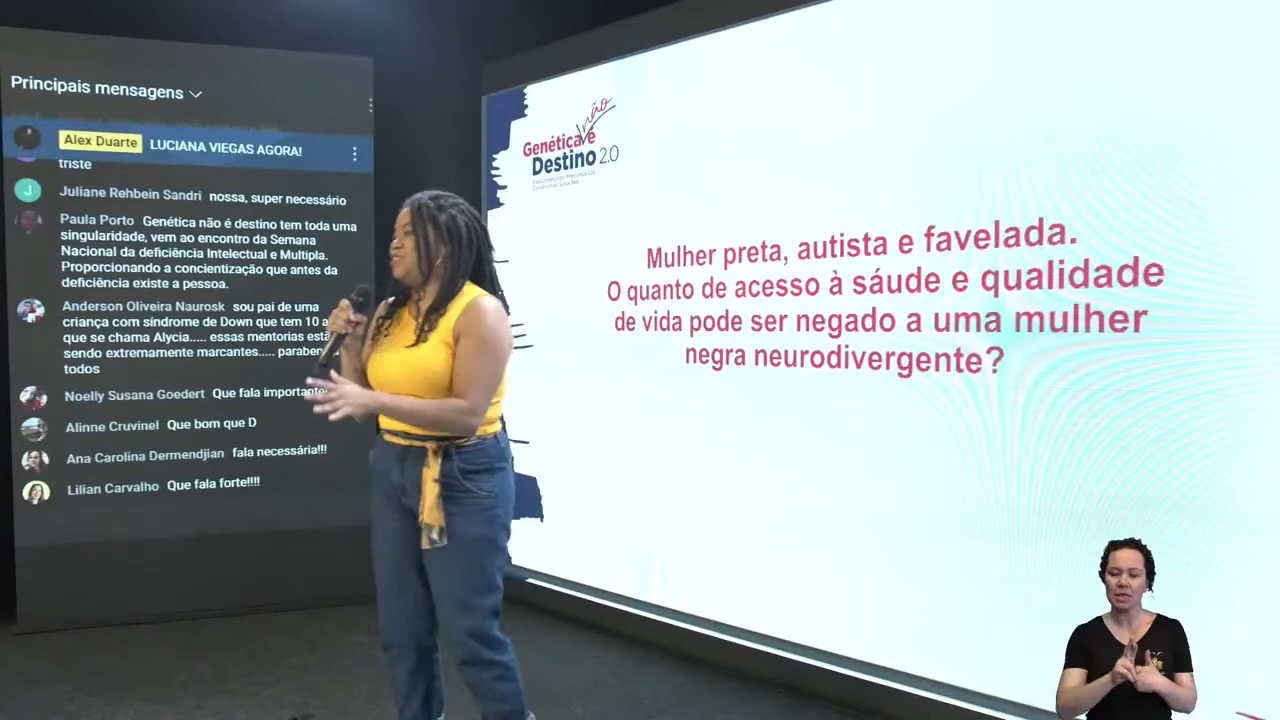 Principais mensagens
Alex Duarte LUCIANA VIEGAS AGORA!
triste
J
Juliane Rehbein Sandri nossa, super necessário
Paula Porto Genética não é destino tem toda uma
singularidade, vem ao encontro da Semana
Nacional da deficiência Intelectual e Multipla.
Proporcionando a concientização que antes da
deficiência existe a pessoa.
Anderson Oliveira Naurosk sou pai de uma
criança com síndrome de Down que tem 10 a
que se chama Alycia..... essas mentorias est
sendo extremamente marcantes.....
todos
Noelly Susana Goedert Que fala importante
Alinne Cruvinel Que bom que D
Ana Carolina Dermendjian fala necessária!!!
Lilian Carvalho Que fala forte!!!!
não
Genética é
Destino 2.0
Mulher preta, autista e favelada.
O quanto de acesso à sáude e qualidade
de vida pode ser negado a uma mulher
negra neurodivergente?